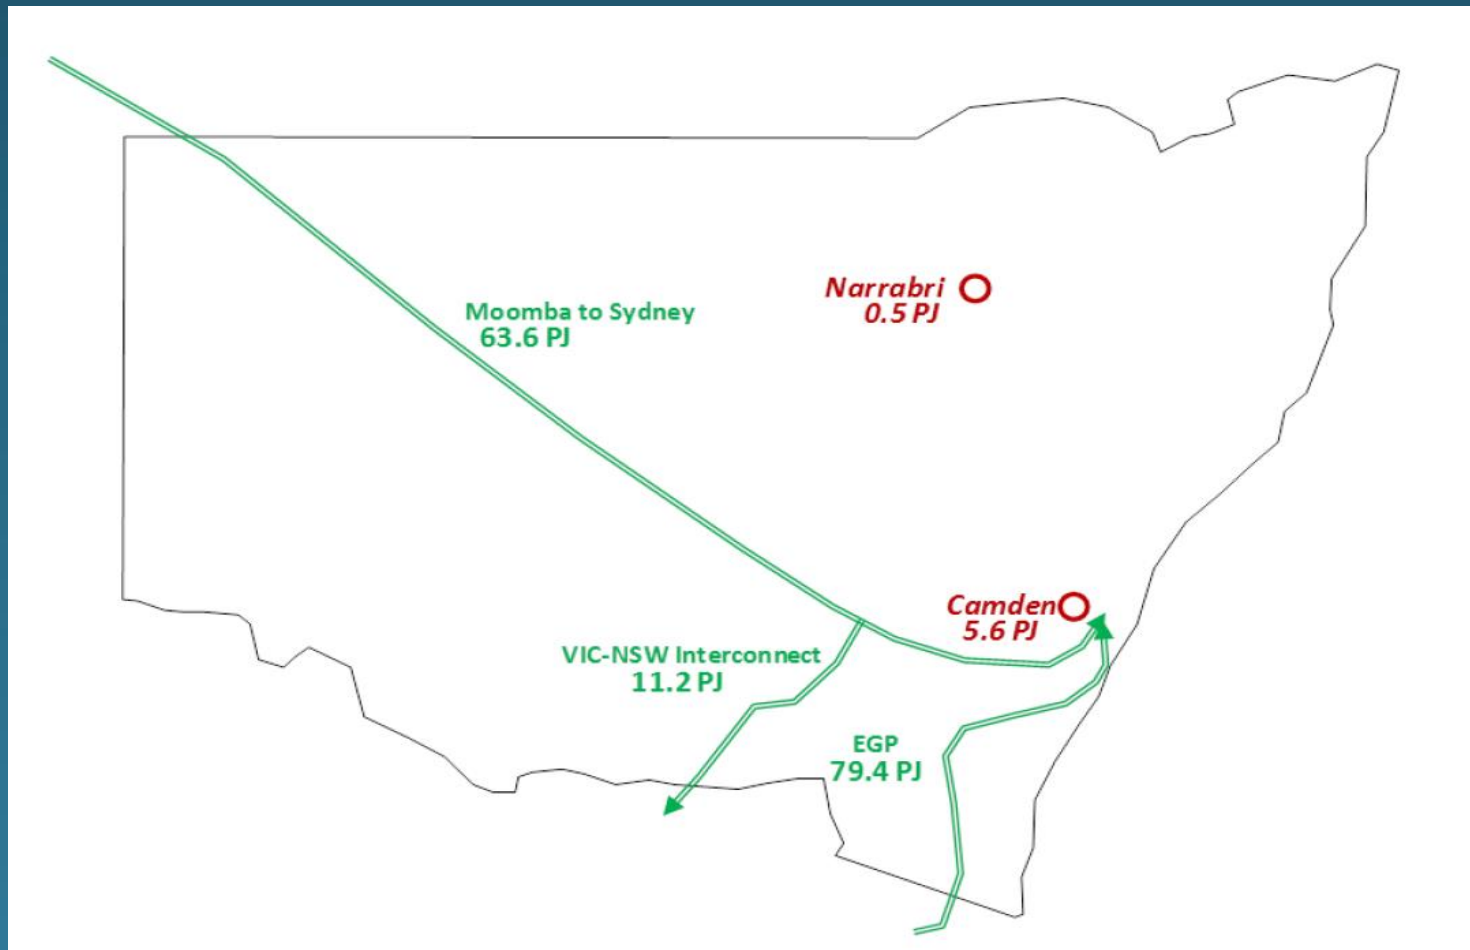 Narrabri
0.5 PJ
Moomba to Sydney
63.6 PJ
Camden
5.6 PJ
VIC-NSW Interconnect
11.2 PJ
EGP
79.4 PJ